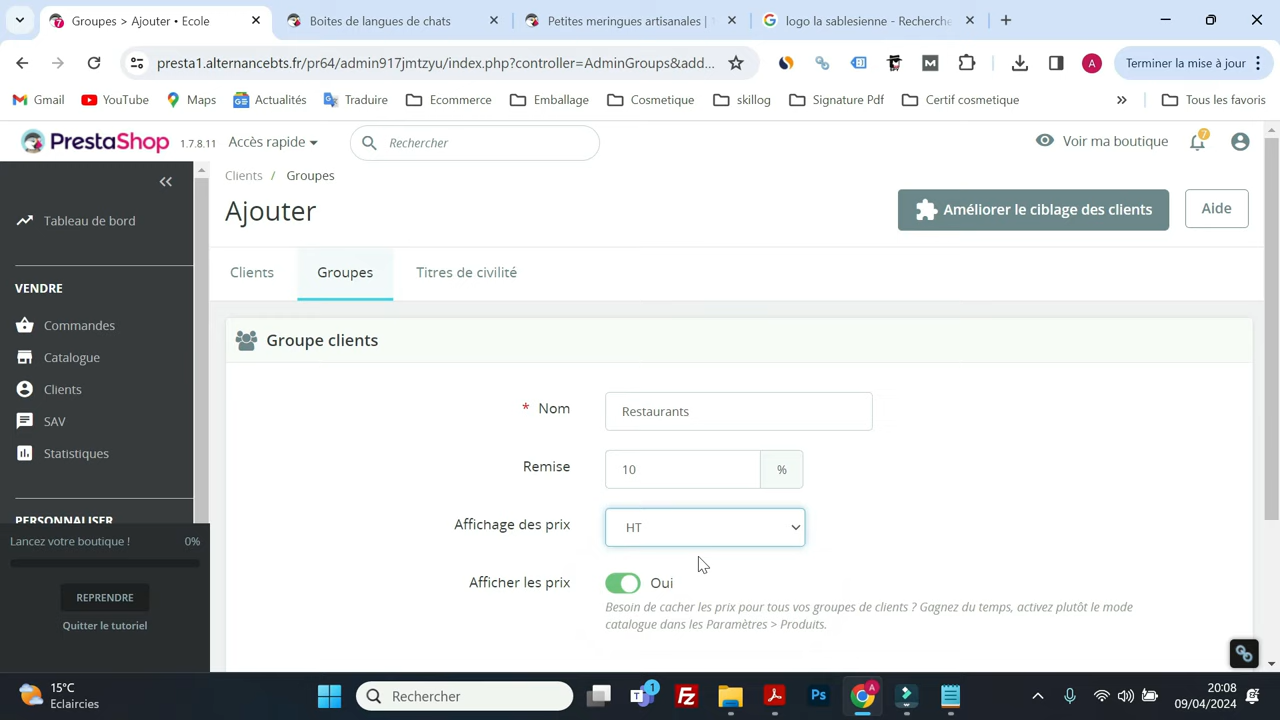 Groupes > Ajouter • Ecole
Boites de langues de chats
Petites meringues artisanales |
logo la sablesienne - Recherche
presta1.alternancebts.fr/pr64/admin917jmtzyu/index.php?controller=AdminGroups&add...
Terminer la mise à jour
Gmail
YouTube
Maps
Actualités
Traduire
Ecommerce
Emballage
Cosmetique
skillog
Signature Pdf
Certif cosmetique
»
Tous les favoris
PRESTASHOP
1.7.8.11
Accès rapide
Rechercher
Voir ma boutique
7
Clients / Groupes
Ajouter
Améliorer le ciblage des clients
Aide
Tableau de bord
VENDRE
Commandes
Catalogue
Clients
SAV
Statistiques
PERSONNALISER
Lancez votre boutique ! 0%
REPRENDRE
Quitter le tutoriel
Clients
Groupes
Titres de civilité
Groupe clients
* Nom
Restaurants
Remise
10
%
Affichage des prix
HT
Afficher les prix
Oui
Besoin de cacher les prix pour tous vos groupes de clients ? Gagnez du temps, activez plutôt le mode
catalogue dans les Paramètres > Produits.
15°C
Eclaircies
Rechercher
1
Ps
A
20:08
09/04/2024